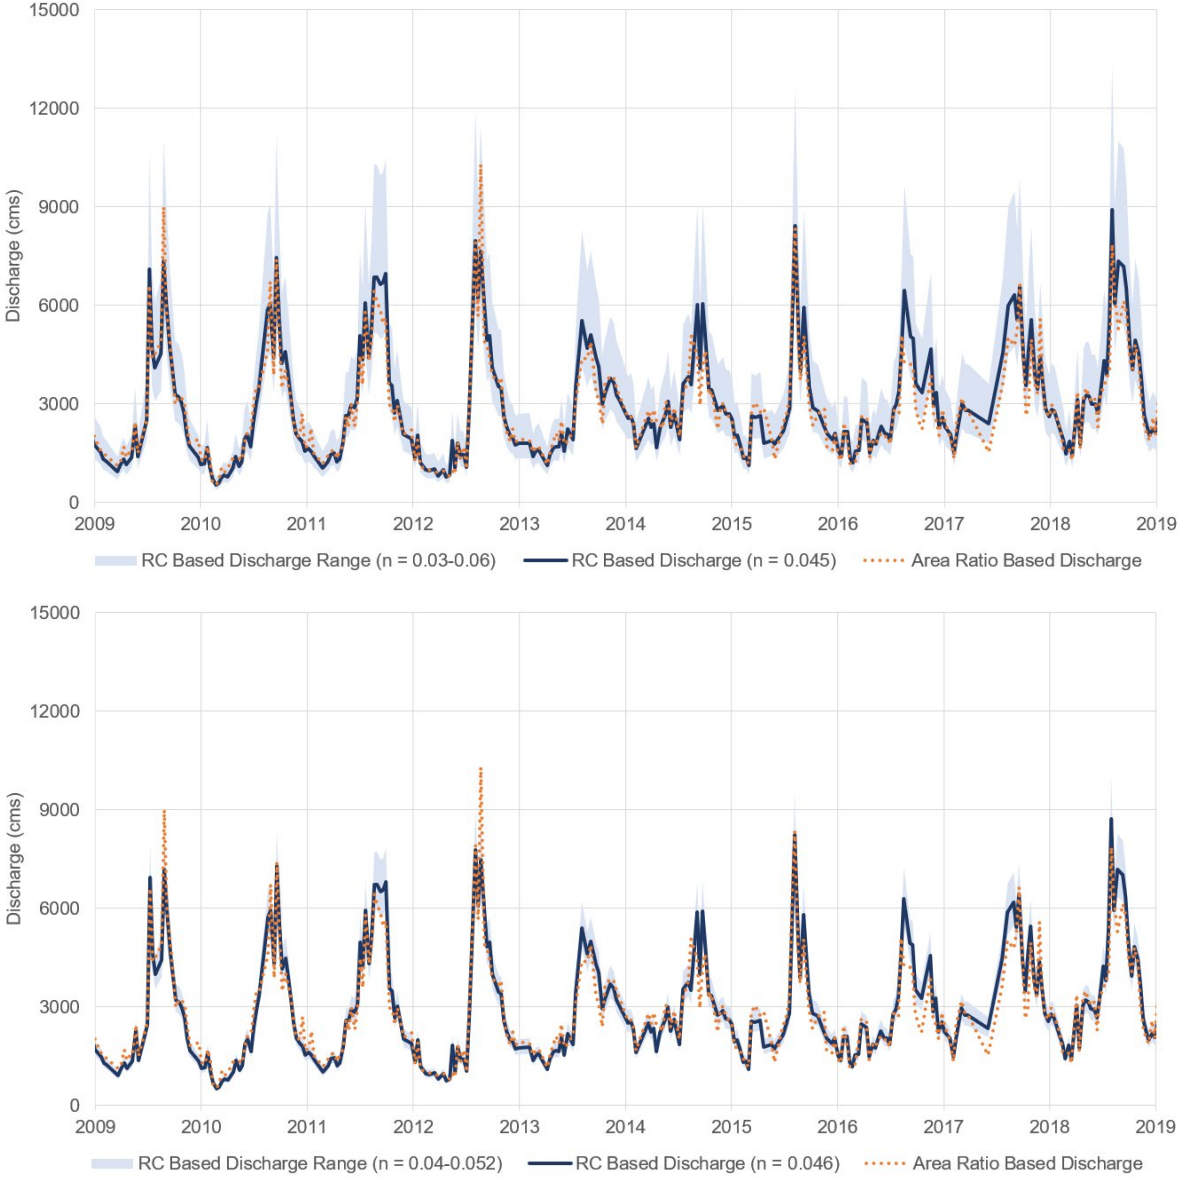 15000
12000
9000
6000
3000
0
Discharge (cms)
2009 2010 2011 2012 2013 2014 2015 2016 2017 2018 2019
RC Based Discharge Range (n = 0.03-0.06) RC Based Discharge (n = 0.045) Area Ratio Based Discharge
15000
12000
9000
6000
3000
0
Discharge (cms)
2009 2010 2011 2012 2013 2014 2015 2016 2017 2018 2019
RC Based Discharge Range (n = 0.04-0.052) RC Based Discharge (n = 0.046) Area Ratio Based Discharge